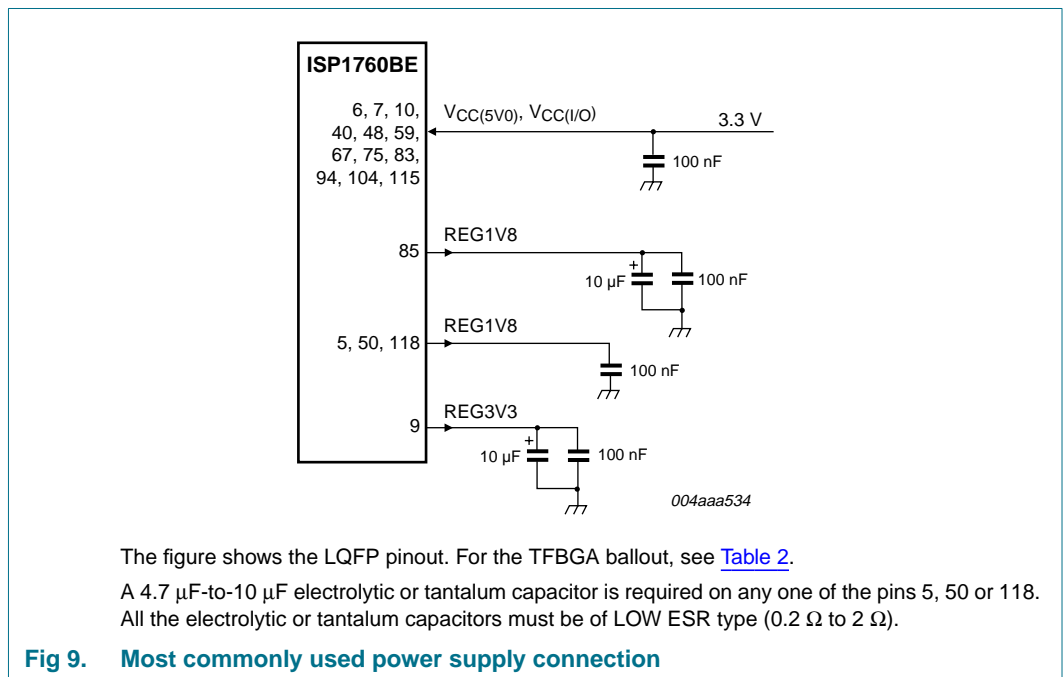 ISP1760BE
6, 7, 10,
40, 48, 59,
67, 75, 83,
94, 104, 115
VCC(5V0), VCC(I/O)
3.3 V
100 nF
85
REG1V8
+
10 μF
100 nF
5, 50, 118
REG1V8
100 nF
9
REG3V3
+
10 μF
100 nF
004aaa534
The figure shows the LQFP pinout. For the TFBGA ballout, see Table 2.
A 4.7 μF-to-10 μF electrolytic or tantalum capacitor is required on any one of the pins 5, 50 or 118.
All the electrolytic or tantalum capacitors must be of LOW ESR type (0.2 Ω to 2 Ω).
Fig 9. Most commonly used power supply connection